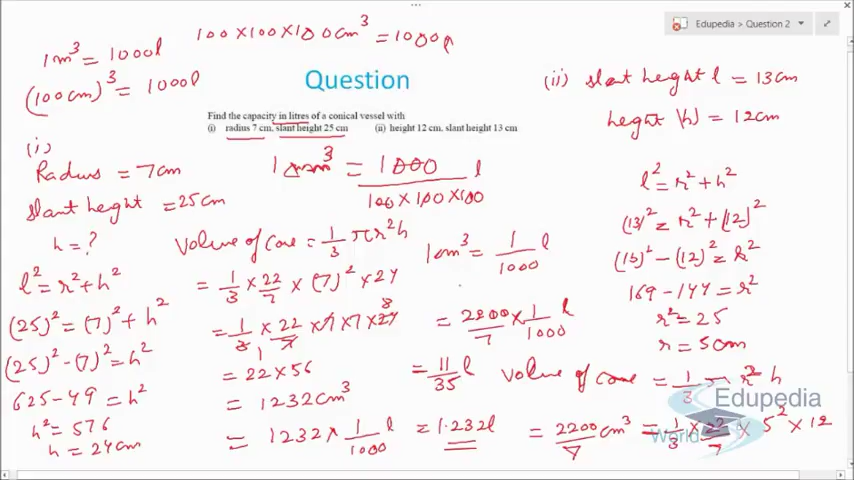 Edupedia > Question 2
1m³ = 1000l
100×100×100cm³ = 1000l
(100cm)³ = 1000l
Question
Find the capacity in litres of a conical vessel with
(i) radius 7 cm, slant height 25 cm (ii) height 12 cm, slant height 13 cm
(i)
Radius = 7cm
slant height = 25cm
h = ?
l² = r² + h²
(25)² = (7)² + h²
(25)² - (7)² = h²
625 - 49 = h²
h² = 576
h = 24cm
1 cm³ = 1000/100×100×100 l
1cm³ = 1/1000 l
Volume of cone = 1/3 πr²h
= 1/3 × 22/7 × (7)² × 24
= 1/3 × 22/7 × 7 × 7 × 24 8
1
= 22 × 56
= 1232cm³
= 1232 × 1/1000 l = 1.232l
(ii) slant height l = 13cm
height (h) = 12cm
l² = r² + h²
(13)² = r² + (12)²
(13)² - (12)² = r²
169 - 144 = r²
r² = 25
r = 5cm
Volume of cone = 1/3 π r² h
= 1/3 × 22/7 × 5² × 12
= 2200/7 cm³
= 2200/7 × 1/1000 l
= 11/35 l
Edupedia
World